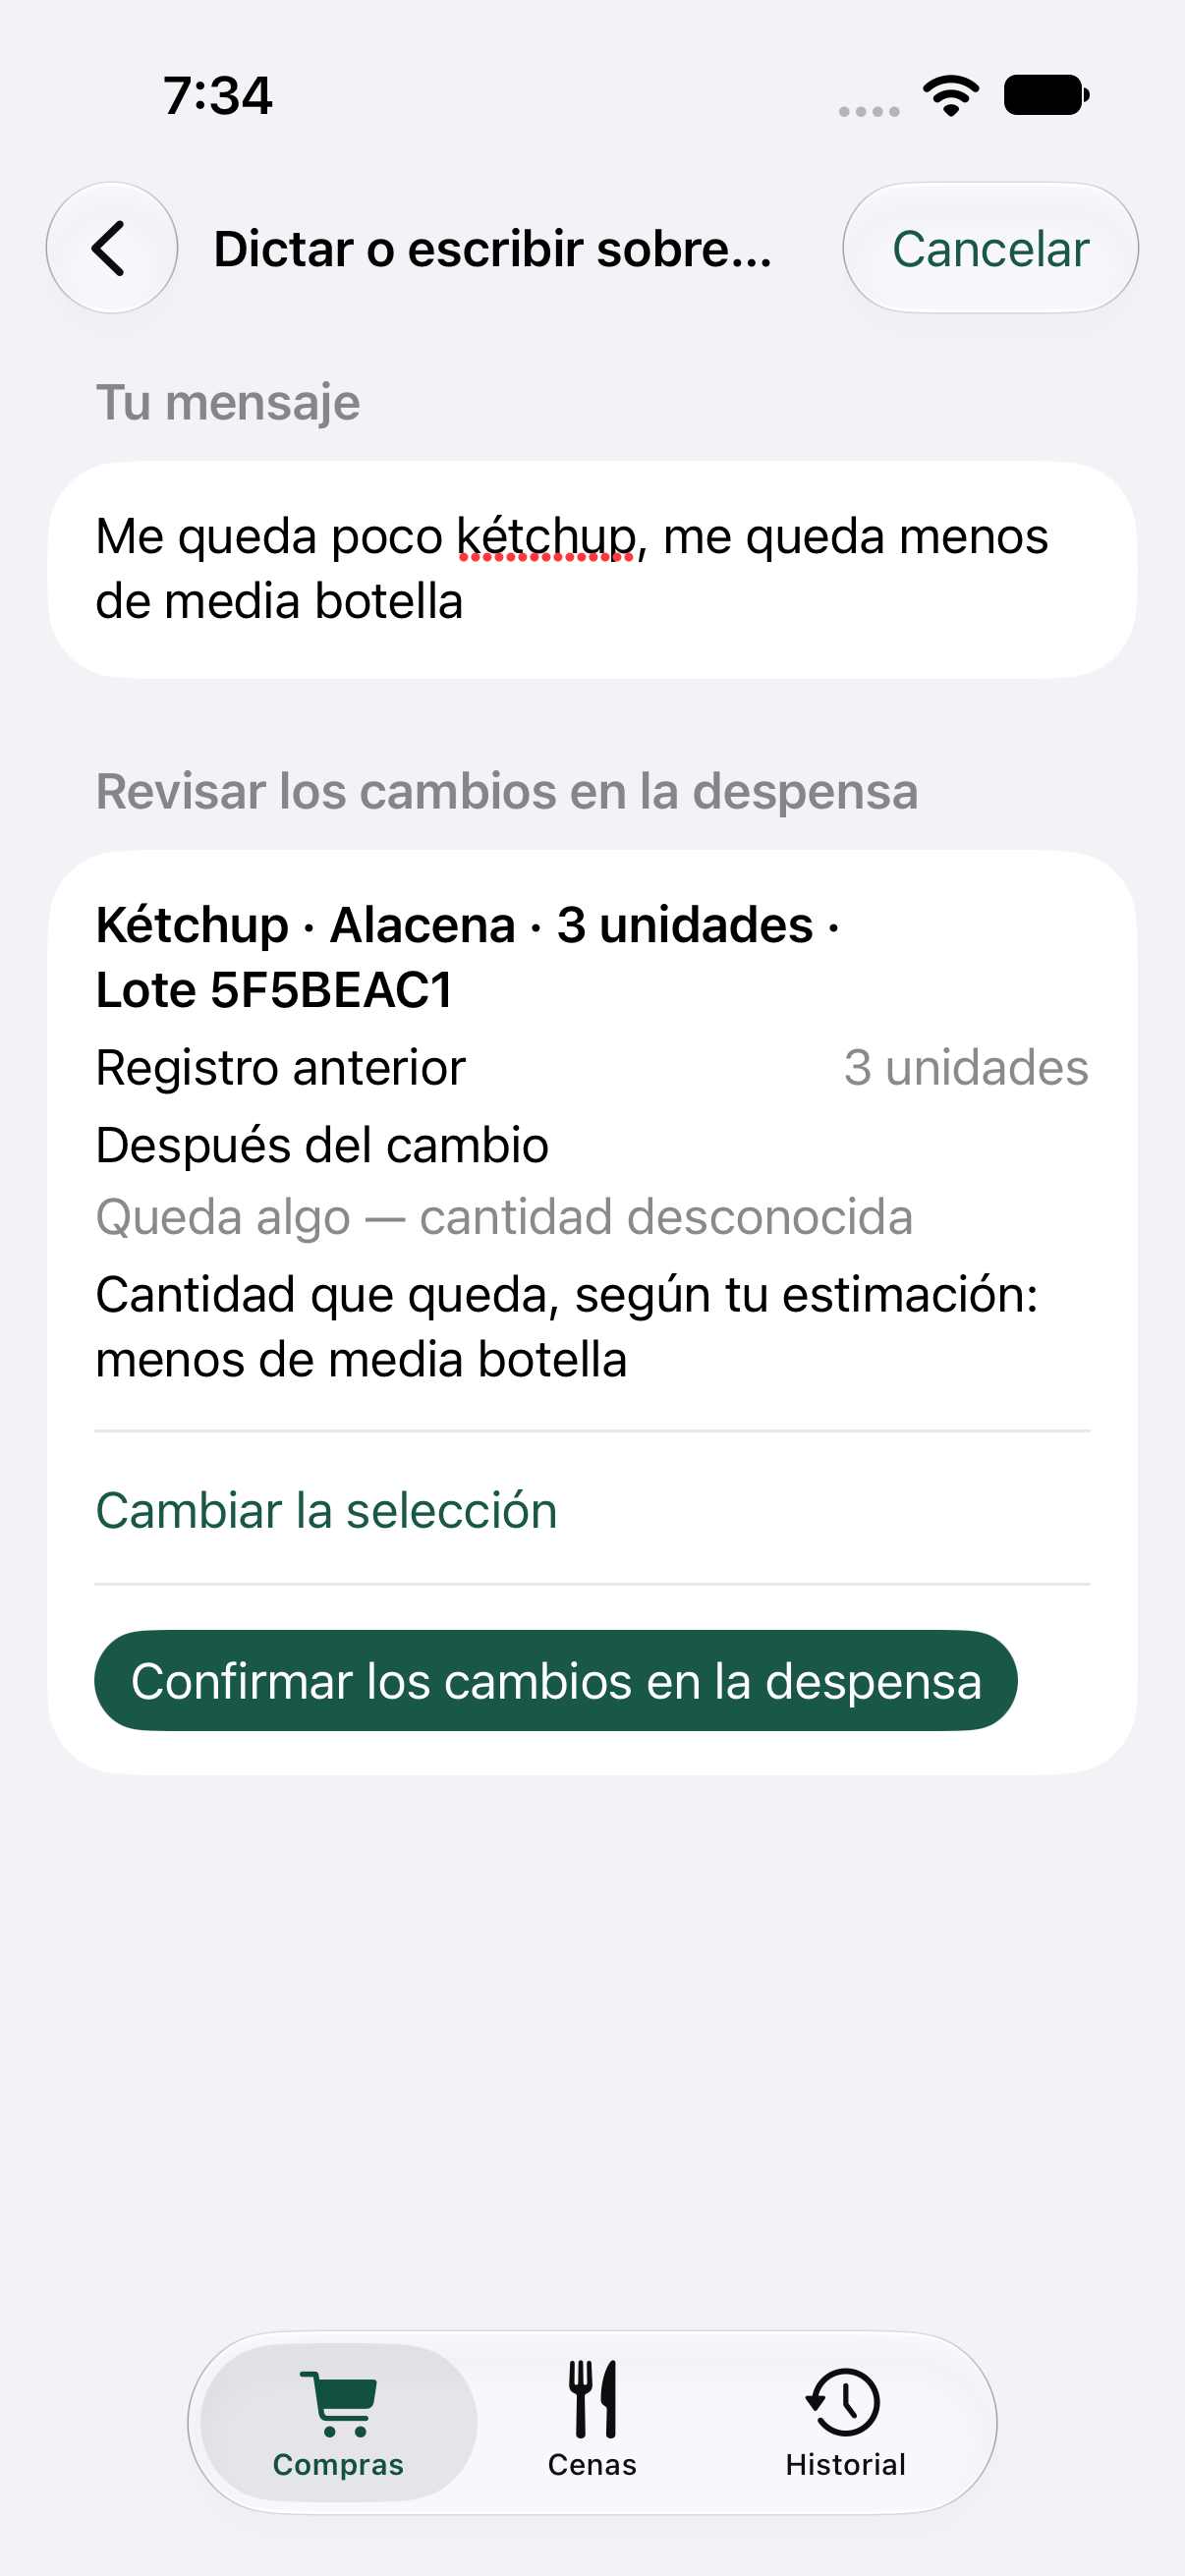 7:34
Dictar o escribir sobre...
Cancelar
Tu mensaje
Me queda poco kétchup, me queda menos
de media botella
Revisar los cambios en la despensa
Kétchup · Alacena · 3 unidades ·
Lote 5F5BEAC1
Registro anterior
3 unidades
Después del cambio
Queda algo — cantidad desconocida
Cantidad que queda, según tu estimación:
menos de media botella
Cambiar la selección
Confirmar los cambios en la despensa
Compras
Cenas
Historial